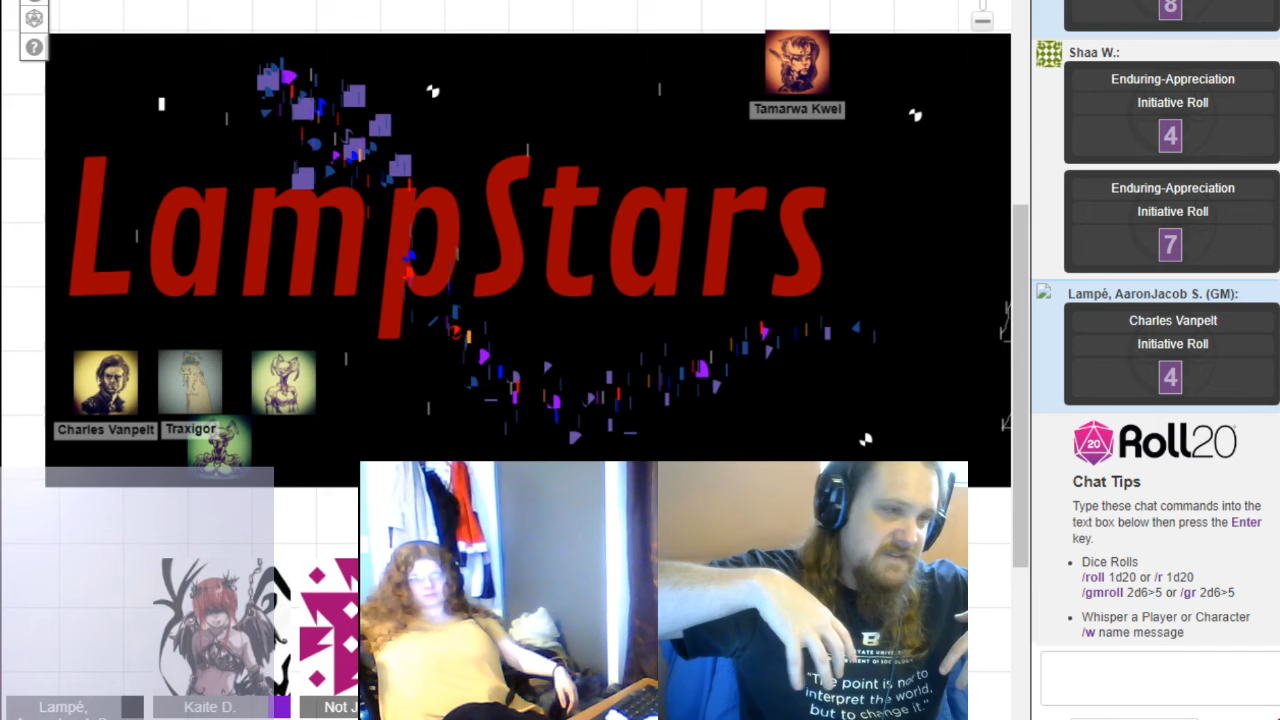 8
Shaa W.:
Enduring-Appreciation
Initiative Roll
4
Enduring-Appreciation
Initiative Roll
7
Lampé, AaronJacob S. (GM):
Charles Vanpelt
Initiative Roll
4
20
Roll20
Chat Tips
Type these chat commands into the
text box below then press the Enter
key.
Dice Rolls
/roll 1d20 or /r 1d20
/gmroll 2d6>5 or /gr 2d6>5
Whisper a Player or Character
/w name message
?
Tamarwa Kwel
LampStars
Charles Vanpelt
Traxigor
B
STATE UNIV
"The point is not to
interpret the world,
but to change it."
Lampé,
Kaite D.
Not J